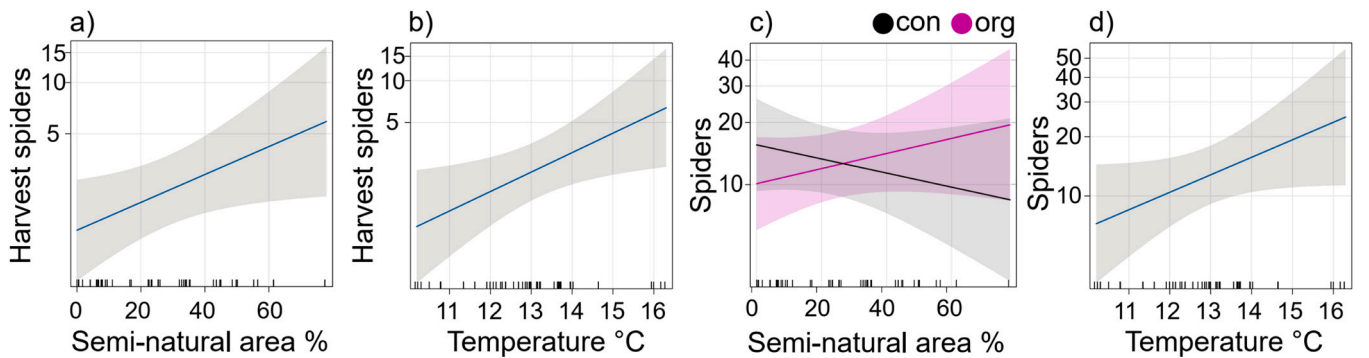 a)
Harvest spiders
15
10
5
0 20 40 60
Semi-natural area %
b)
Harvest spiders
15
10
5
11 12 13 14 15 16
Temperature °C
c)
con org
Spiders
40
30
20
10
0 20 40 60
Semi-natural area %
d)
Spiders
50
40
30
20
10
11 12 13 14 15 16
Temperature °C